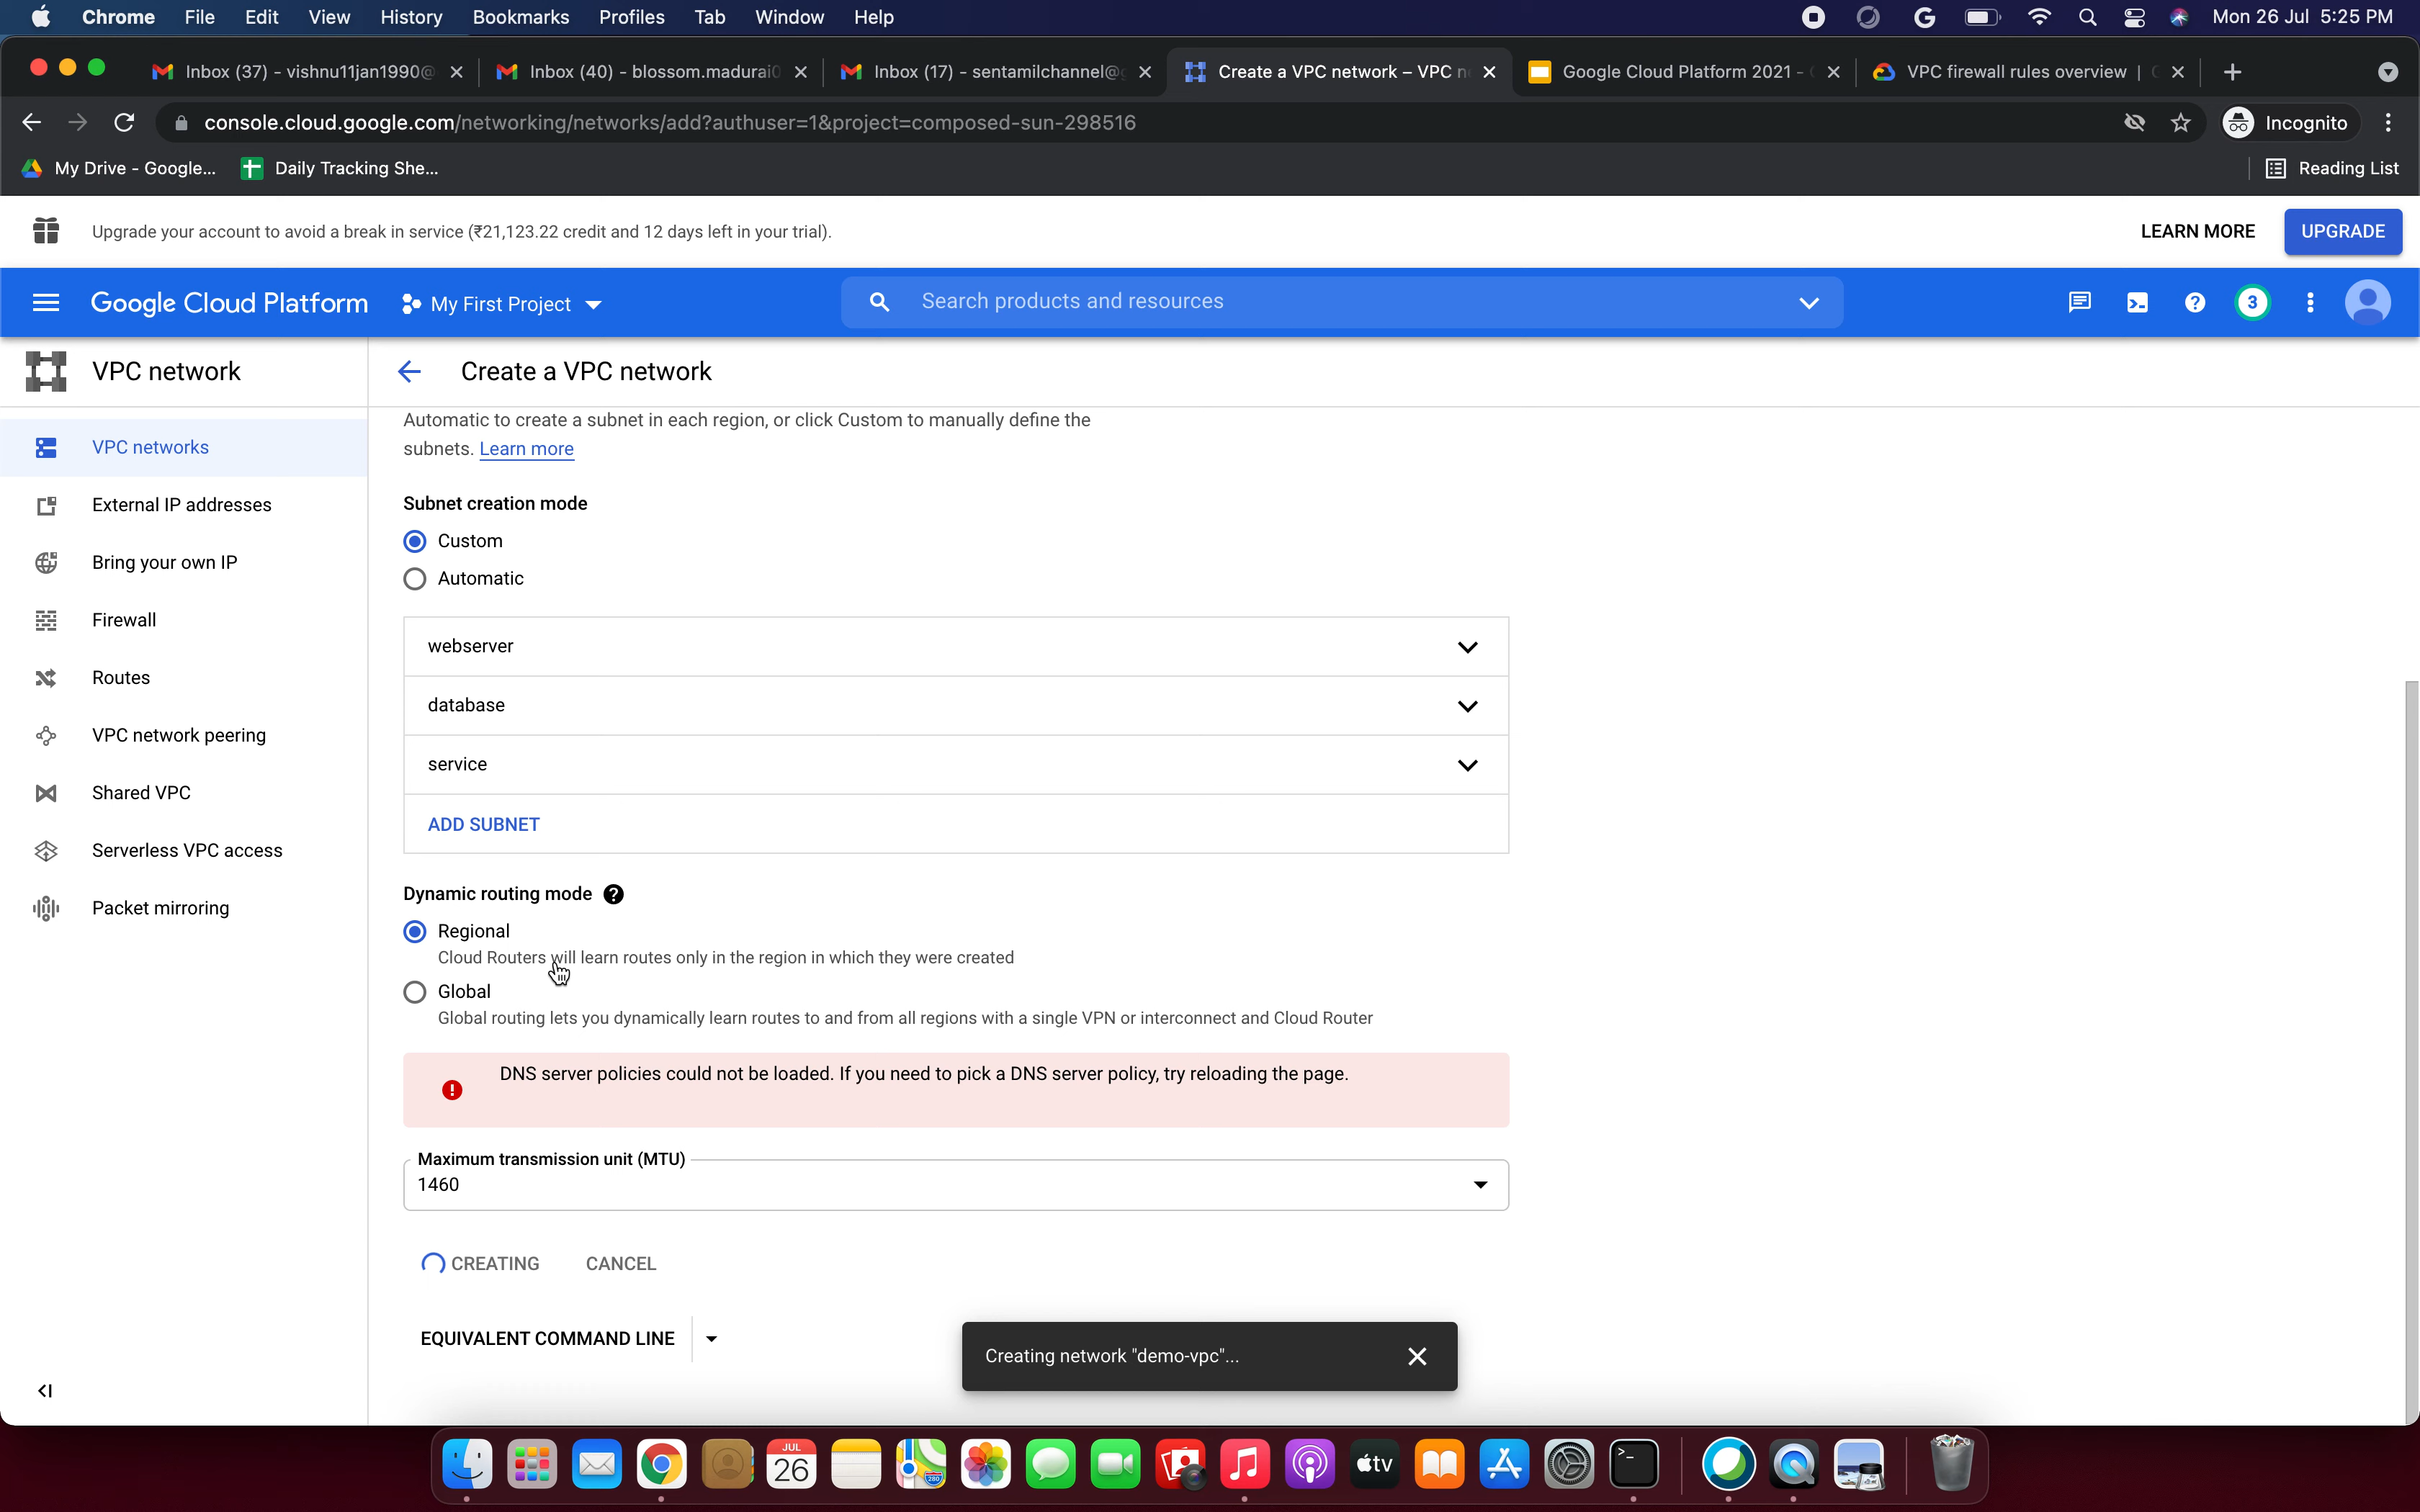 Chrome File Edit View History Bookmarks Profiles Tab Window Help Mon 26 Jul 5:25 PM
Inbox (37) - vishnu11jan1990@ Inbox (40) - blossom.madurai Inbox (17) - sentamilchannel@g Create a VPC network – VPC n Google Cloud Platform 2021 - VPC firewall rules overview |
console.cloud.google.com/networking/networks/add?authuser=1&project=composed-sun-298516 Incognito
My Drive - Google... Daily Tracking She... Reading List
Upgrade your account to avoid a break in service (₹21,123.22 credit and 12 days left in your trial). LEARN MORE UPGRADE
Google Cloud Platform My First Project Search products and resources 3
VPC network Create a VPC network
VPC networks
External IP addresses
Bring your own IP
Firewall
Routes
VPC network peering
Shared VPC
Serverless VPC access
Packet mirroring
Automatic to create a subnet in each region, or click Custom to manually define the
subnets. Learn more
Subnet creation mode
Custom
Automatic
webserver
database
service
ADD SUBNET
Dynamic routing mode ?
Regional
Cloud Routers will learn routes only in the region in which they were created
Global
Global routing lets you dynamically learn routes to and from all regions with a single VPN or interconnect and Cloud Router
DNS server policies could not be loaded. If you need to pick a DNS server policy, try reloading the page.
Maximum transmission unit (MTU)
1460
CREATING CANCEL
EQUIVALENT COMMAND LINE
Creating network "demo-vpc"...
JUL
26
280
tv